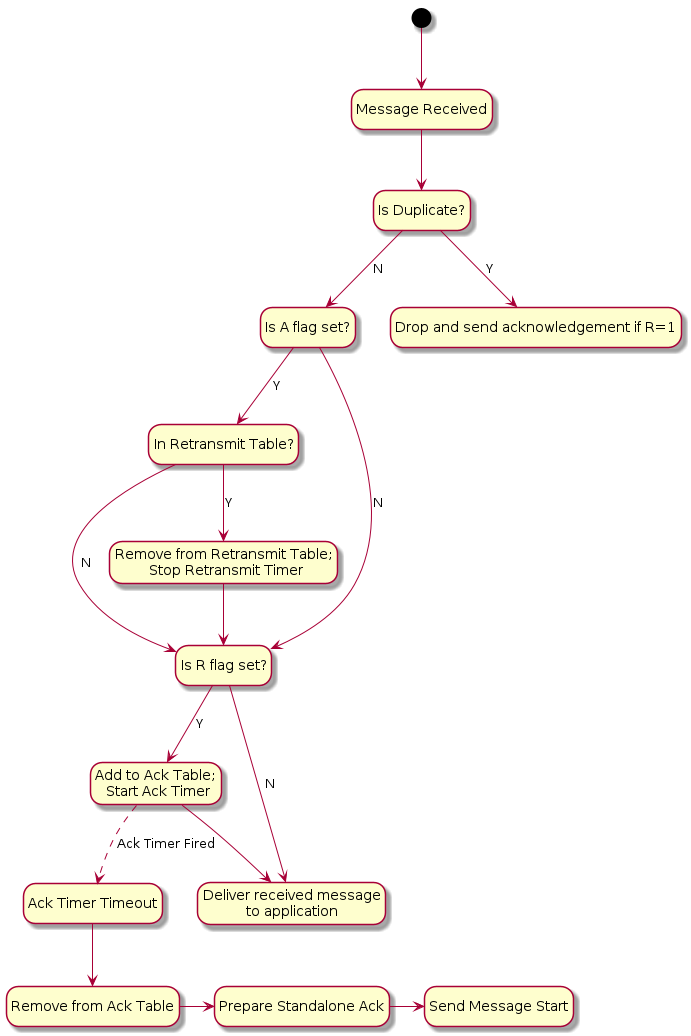 Message Received
Is Duplicate?
N
Y
Is A flag set?
Drop and send acknowledgement if R=1
Y
In Retransmit Table?
Y
N
N
Remove from Retransmit Table;
Stop Retransmit Timer
Is R flag set?
Y
Add to Ack Table;
Start Ack Timer
N
Ack Timer Fired
Ack Timer Timeout
Deliver received message
to application
Remove from Ack Table
Prepare Standalone Ack
Send Message Start